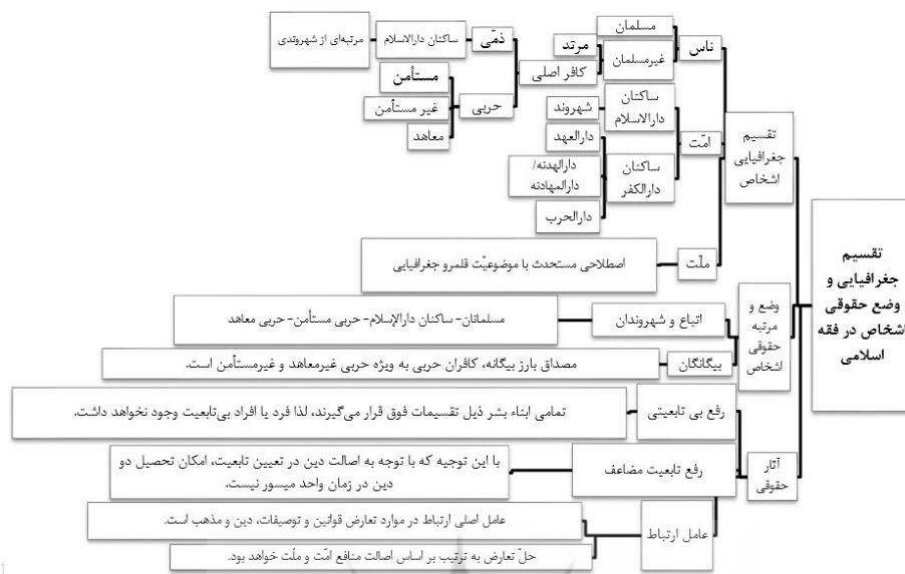 تقسیم
جغرافیایی و
وضع حقوقی
اشخاص در فقه
اسلامی
تقسیم
جغرافیایی
اشخاص
ناس
مسلمان
غیرمسلمان
مرتد
کافر اصلی
ذمّی
ساکنان دارالاسلام
مرتبه‌ای از شهروندی
حربی
مستأمن
غیر مستأمن
معاهد
امّت
ساکنان
دارالاسلام
شهروند
ساکنان
دارالکفر
دارالعهد
دارالهدنه/
دارالمهادنه
دارالحرب
ملّت
اصطلاحی مستحدث با موضوعیّت قلمرو جغرافیایی
وضع و
مرتبه
حقوقی
اشخاص
اتباع و شهروندان
مسلمانان- ساکنان دارالإسلام- حربی مستأمن- حربی معاهد
بیگانگان
مصداق بارز بیگانه، کافران حربی به ویژه حربی غیرمعاهد و غیرمستأمن است.
آثار
حقوقی
رفع بی تابعیتی
تمامی ابناء بشر ذیل تقسیمات فوق قرار می‌گیرند، لذا فرد یا افراد بی‌تابعیت وجود نخواهد داشت.
رفع تابعیت مضاعف
با این توجیه که با توجه به اصالت دین در تعیین تابعیت، امکان تحصیل دو
دین در زمان واحد میسور نیست.
عامل ارتباط
عامل اصلی ارتباط در موارد تعارض قوانین و توصیفات، دین و مذهب است.
حلّ تعارض به ترتیب بر اساس اصالت منافع امّت و ملّت خواهد بود.